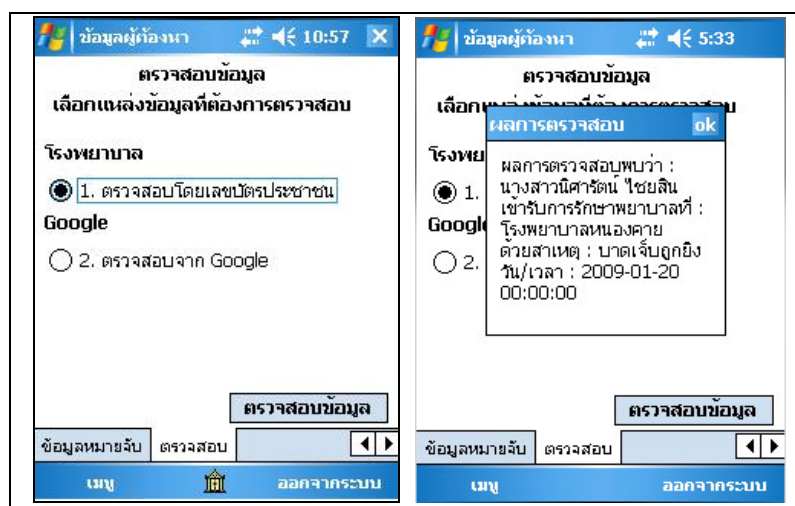 ข้อมูลผู้ต้องหา 10:57
ตรวจสอบข้อมูล
เลือกแหล่งข้อมูลที่ต้องการตรวจสอบ
โรงพยาบาล
1. ตรวจสอบโดยเลขบัตรประชาชน
Google
2. ตรวจสอบจาก Google
ตรวจสอบข้อมูล
ข้อมูลหมายจับ ตรวจสอบ
เมนู ออกจากระบบ
ข้อมูลผู้ต้องหา 5:33
ตรวจสอบข้อมูล
ผลการตรวจสอบ ok
ผลการตรวจสอบพบว่า :
นางสาวนิศารัตน์ ไชยสิน
เข้ารับการรักษาพยาบาลที่ :
โรงพยาบาลหนองคาย
ด้วยสาเหตุ : บาดเจ็บถูกยิง
วัน/เวลา : 2009-01-20
00:00:00
1.
2.
ตรวจสอบข้อมูล
ข้อมูลหมายจับ ตรวจสอบ
เมนู ออกจากระบบ